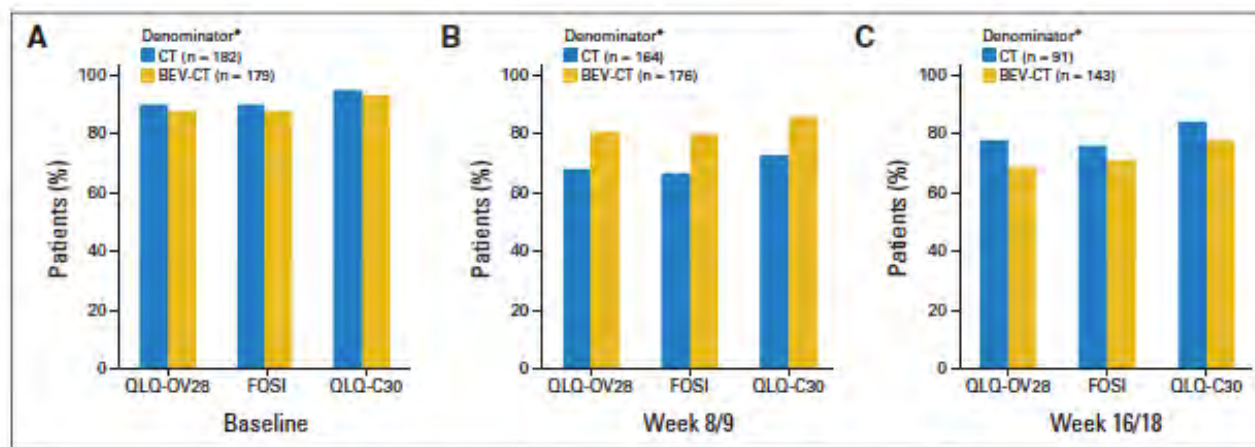 A
Denominator*
CT (n = 182)
BEV-CT (n = 179)
Patients (%)
100
80
60
40
20
0
QLQ-OV28 FOSI QLQ-C30
Baseline
B
Denominator*
CT (n = 164)
BEV-CT (n = 176)
Patients (%)
100
80
60
40
20
0
QLQ-OV28 FOSI QLQ-C30
Week 8/9
C
Denominator*
CT (n = 91)
BEV-CT (n = 143)
Patients (%)
100
80
60
40
20
0
QLQ-OV28 FOSI QLQ-C30
Week 16/18